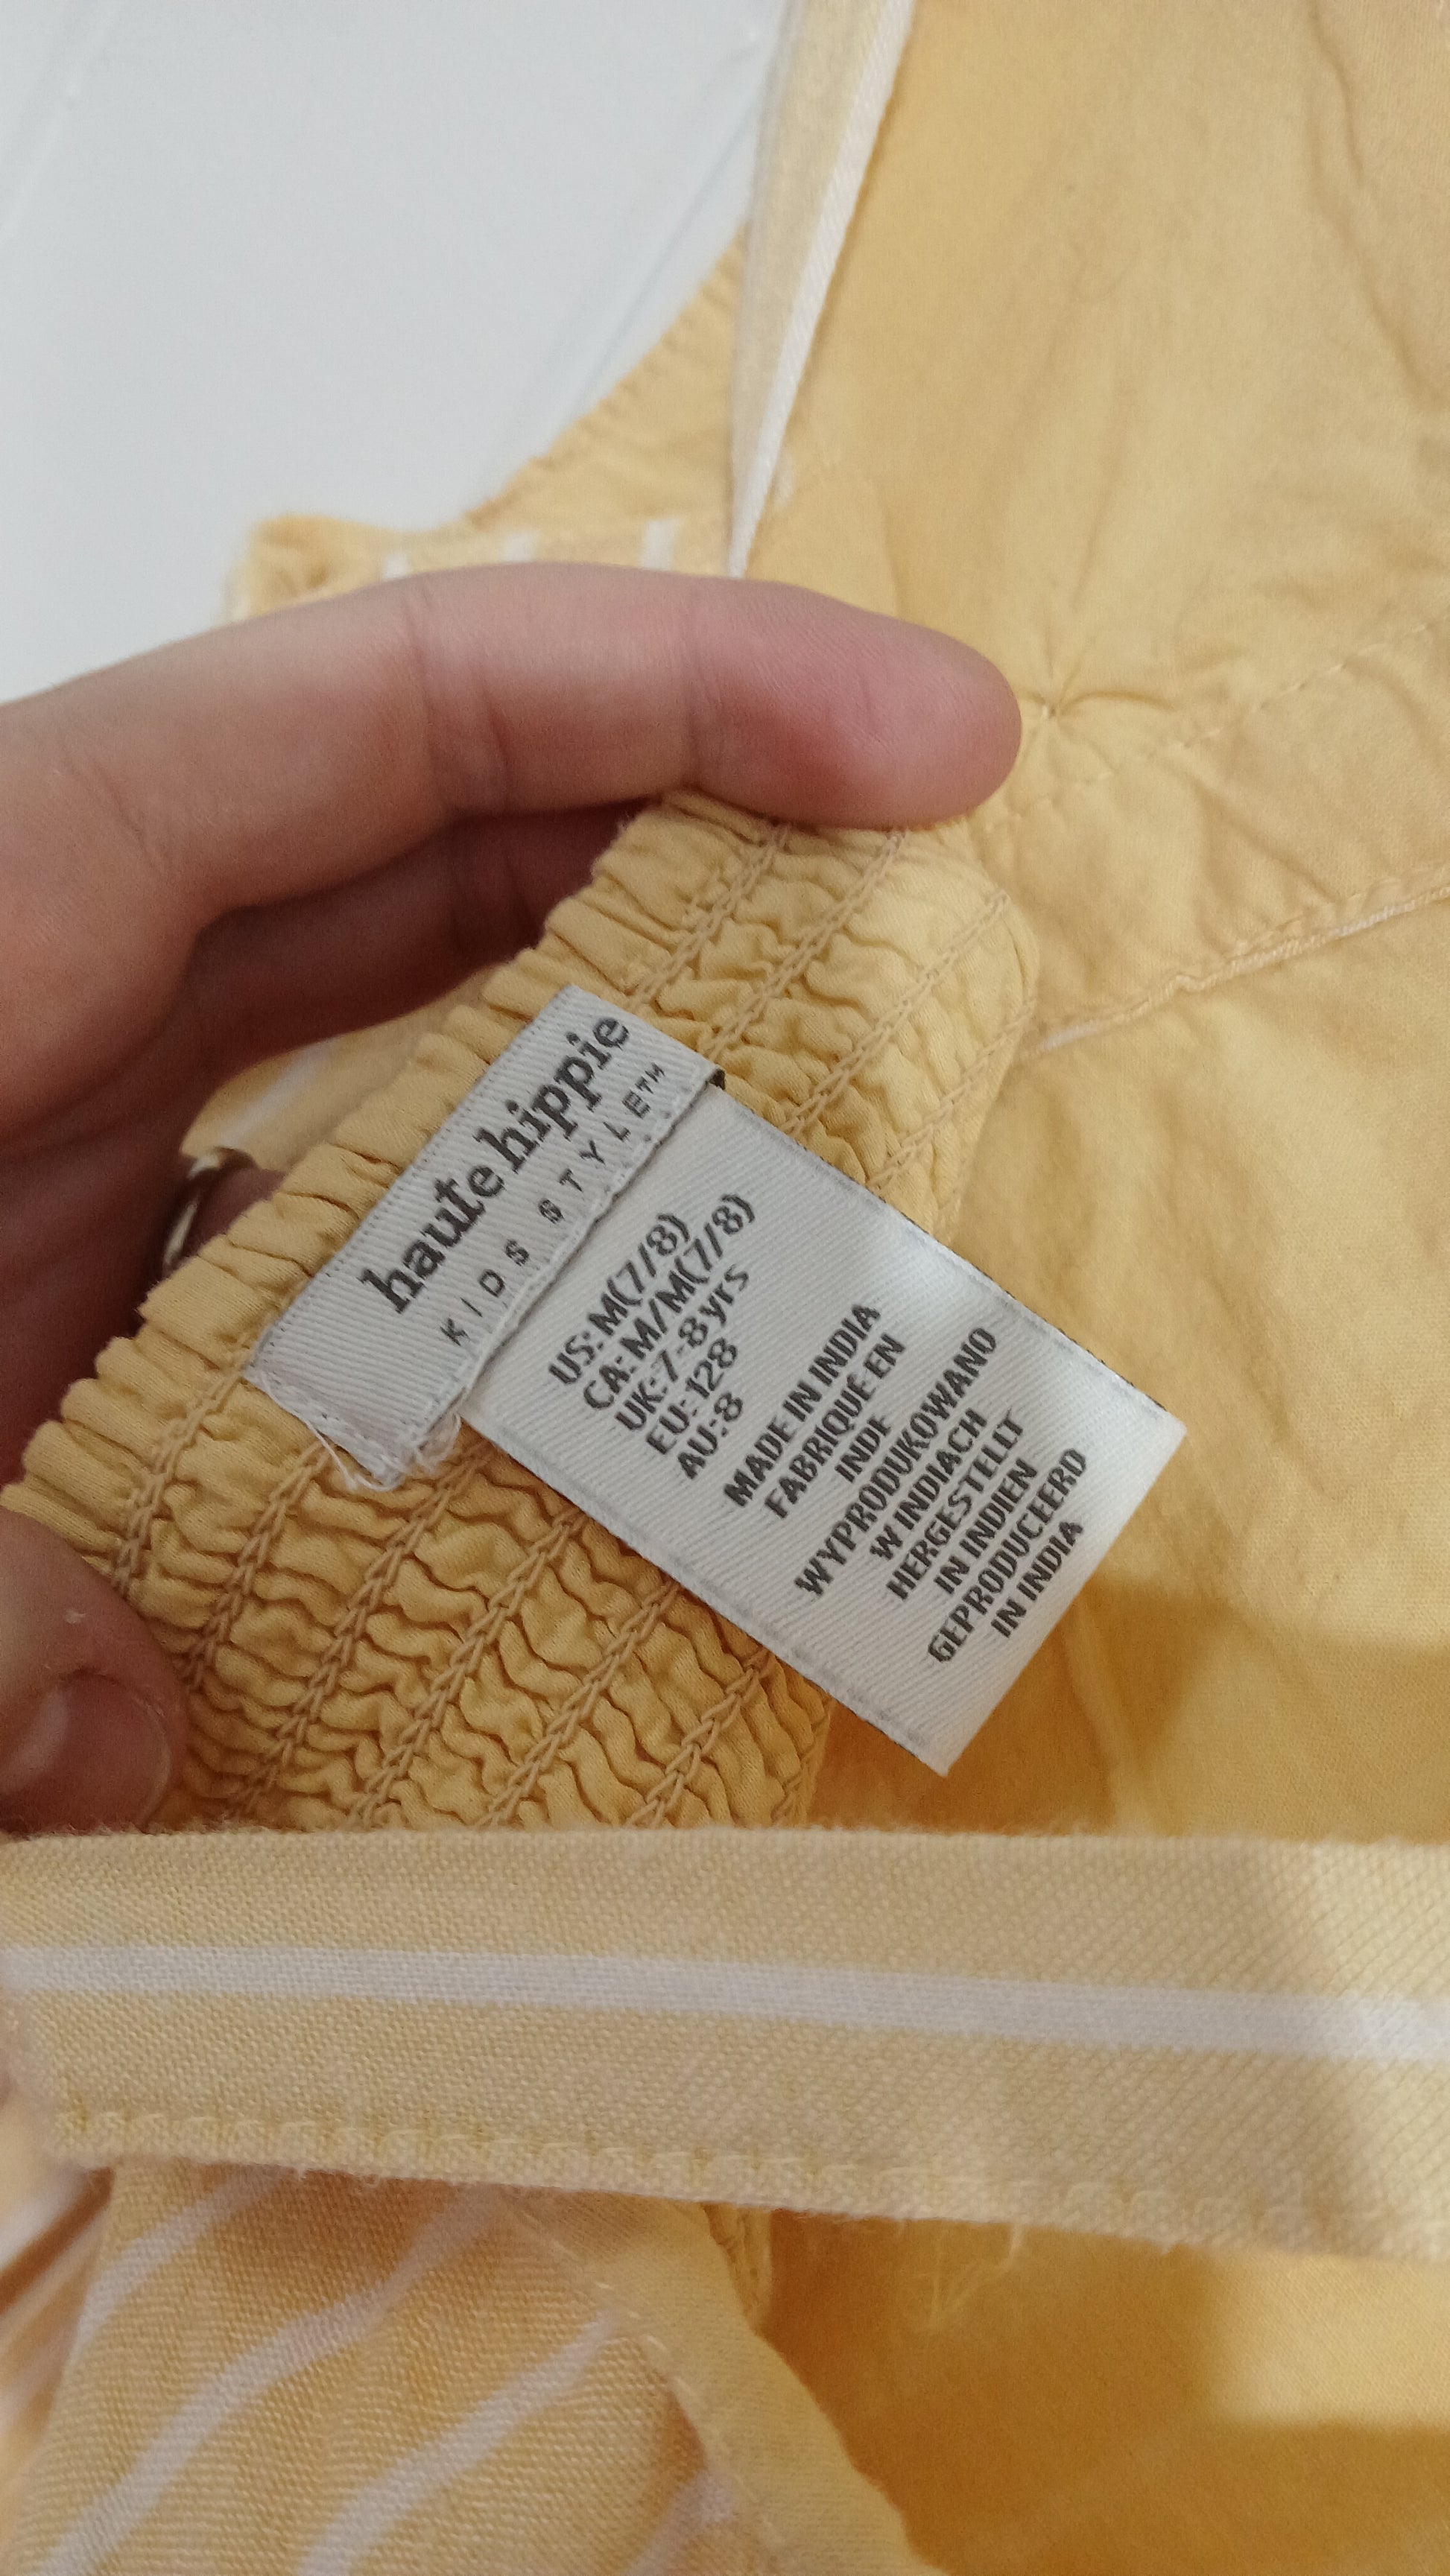 haute hippie
KIDS STYLE™
US: M(7/8)
CA: M/M(7/8)
UK: 7-8yrs
EU: 128
AU: 8
MADE IN INDIA
FABRIQUÉ EN
INDE
WYPRODUKOWANO
W INDIACH
HERGESTELLT
IN INDIEN
GEPRODUCEERD
IN INDIA